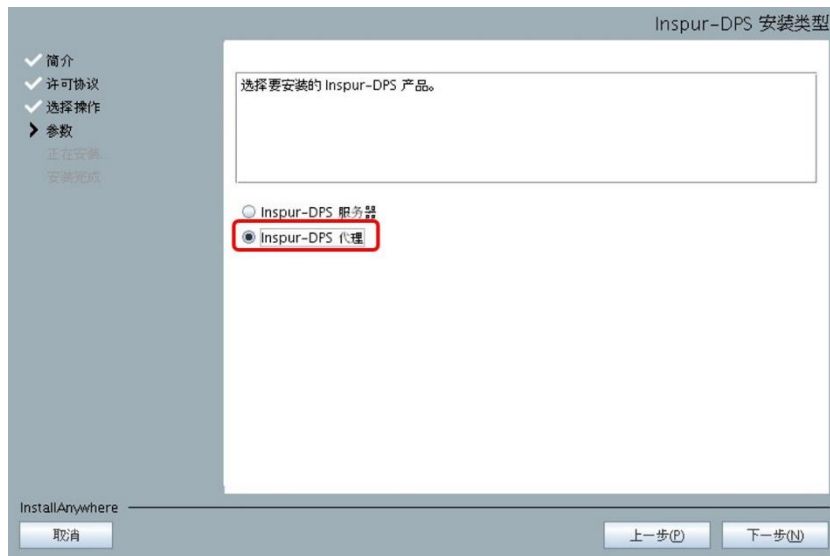 Inspur-DPS 安装类型
简介
许可协议
选择操作
参数
正在安装
安装完成
选择要安装的 Inspur-DPS 产品。
Inspur-DPS 服务器
Inspur-DPS 代理
InstallAnywhere
取消
上一步(P)
下一步(N)